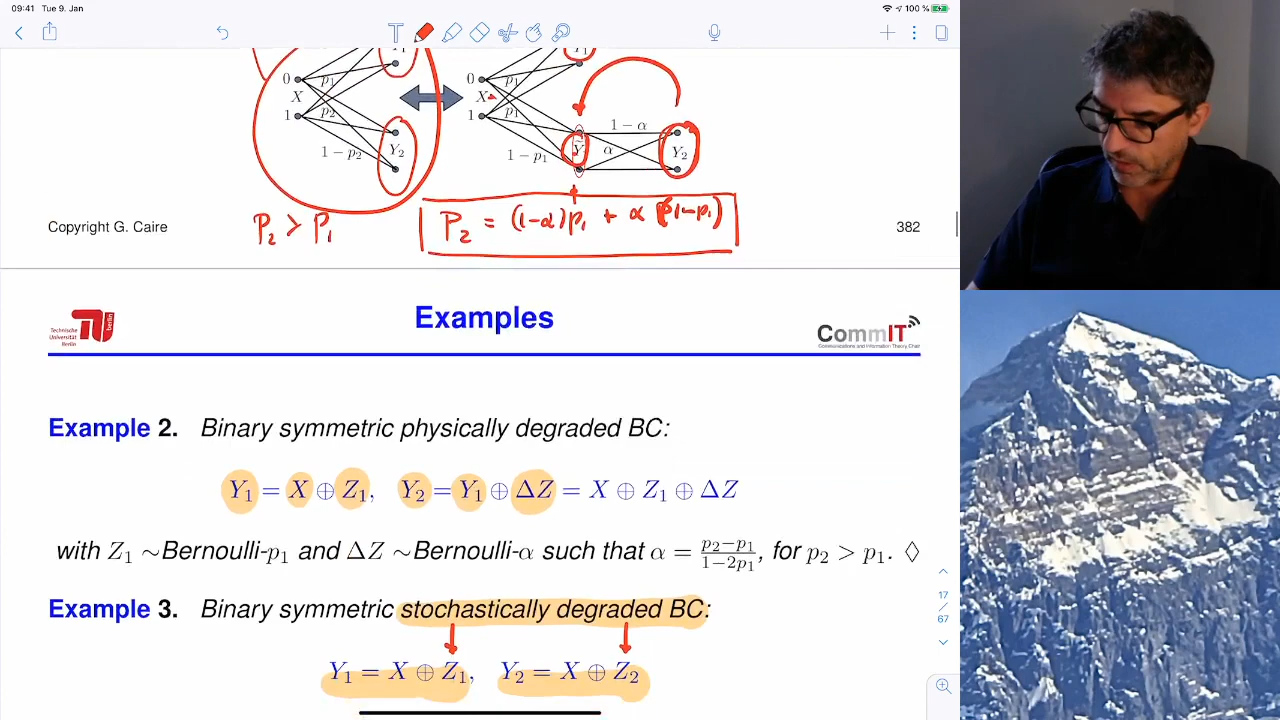 09:41 Tue 9. Jan
100 %
0
X
1
p₁
p₂
1 − p₂
Y₂
0
X
1
p₁
p₁
1 − p₁
1 − α
α
Y₂
P₂ > P₁
P₂ = (1-α)p₁ + α(1-p₁)
Copyright G. Caire
382
Technische
Universität
Berlin
berlin
Examples
CommIT
Communications and Information Theory Chair
Example 2. Binary symmetric physically degraded BC:
Y₁ = X ⊕ Z₁, Y₂ = Y₁ ⊕ ΔZ = X ⊕ Z₁ ⊕ ΔZ
with Z₁ ∼Bernoulli-p₁ and ΔZ ∼Bernoulli-α such that α = (p₂−p₁)/(1−2p₁), for p₂ > p₁. ◊
Example 3. Binary symmetric stochastically degraded BC:
Y₁ = X ⊕ Z₁, Y₂ = X ⊕ Z₂
17
/
67